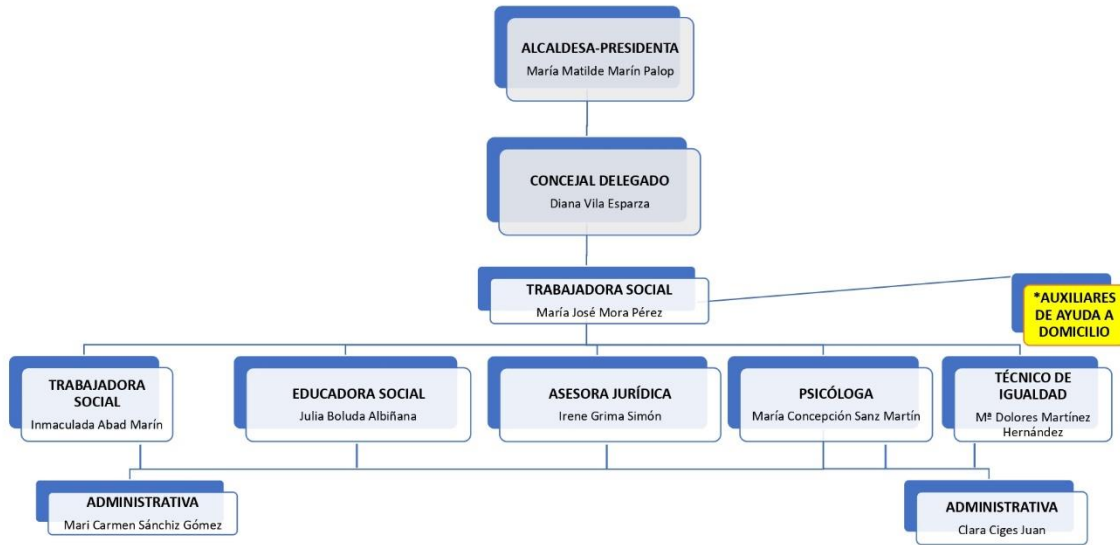 ALCALDESA-PRESIDENTA
María Matilde Marín Palop
CONCEJAL DELEGADO
Diana Vila Esparza
TRABAJADORA SOCIAL
María José Mora Pérez
*AUXILIARES
DE AYUDA A
DOMICILIO
TRABAJADORA
SOCIAL
Inmaculada Abad Marín
EDUCADORA SOCIAL
Julia Boluda Albiñana
ASESORA JURÍDICA
Irene Grima Simón
PSICÓLOGA
María Concepción Sanz Martín
TÉCNICO DE
IGUALDAD
Mª Dolores Martínez
Hernández
ADMINISTRATIVA
Mari Carmen Sánchiz Gómez
ADMINISTRATIVA
Clara Ciges Juan